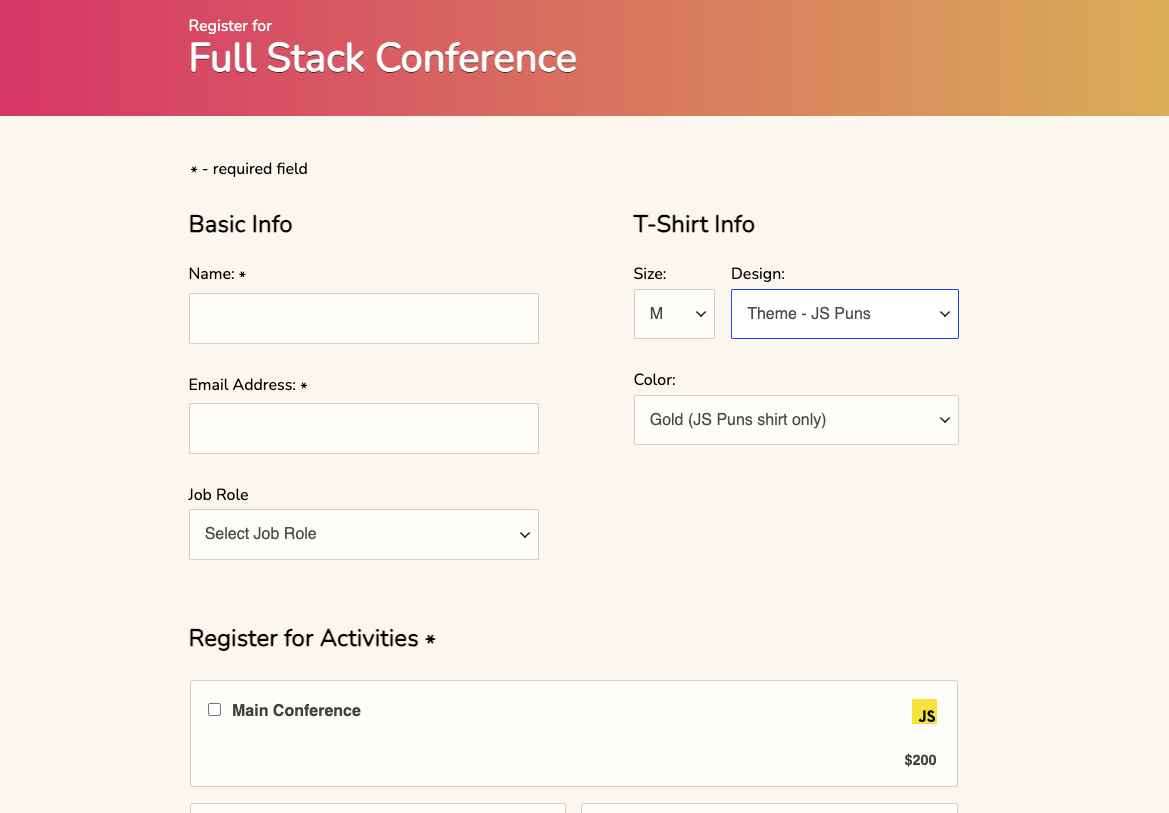 Register for
Full Stack Conference
* - required field
Basic Info
Name: *
Email Address: *
Job Role
Select Job Role
T-Shirt Info
Size:
Design:
M
Theme - JS Puns
Color:
Gold (JS Puns shirt only)
Register for Activities *
Main Conference
JS
$200